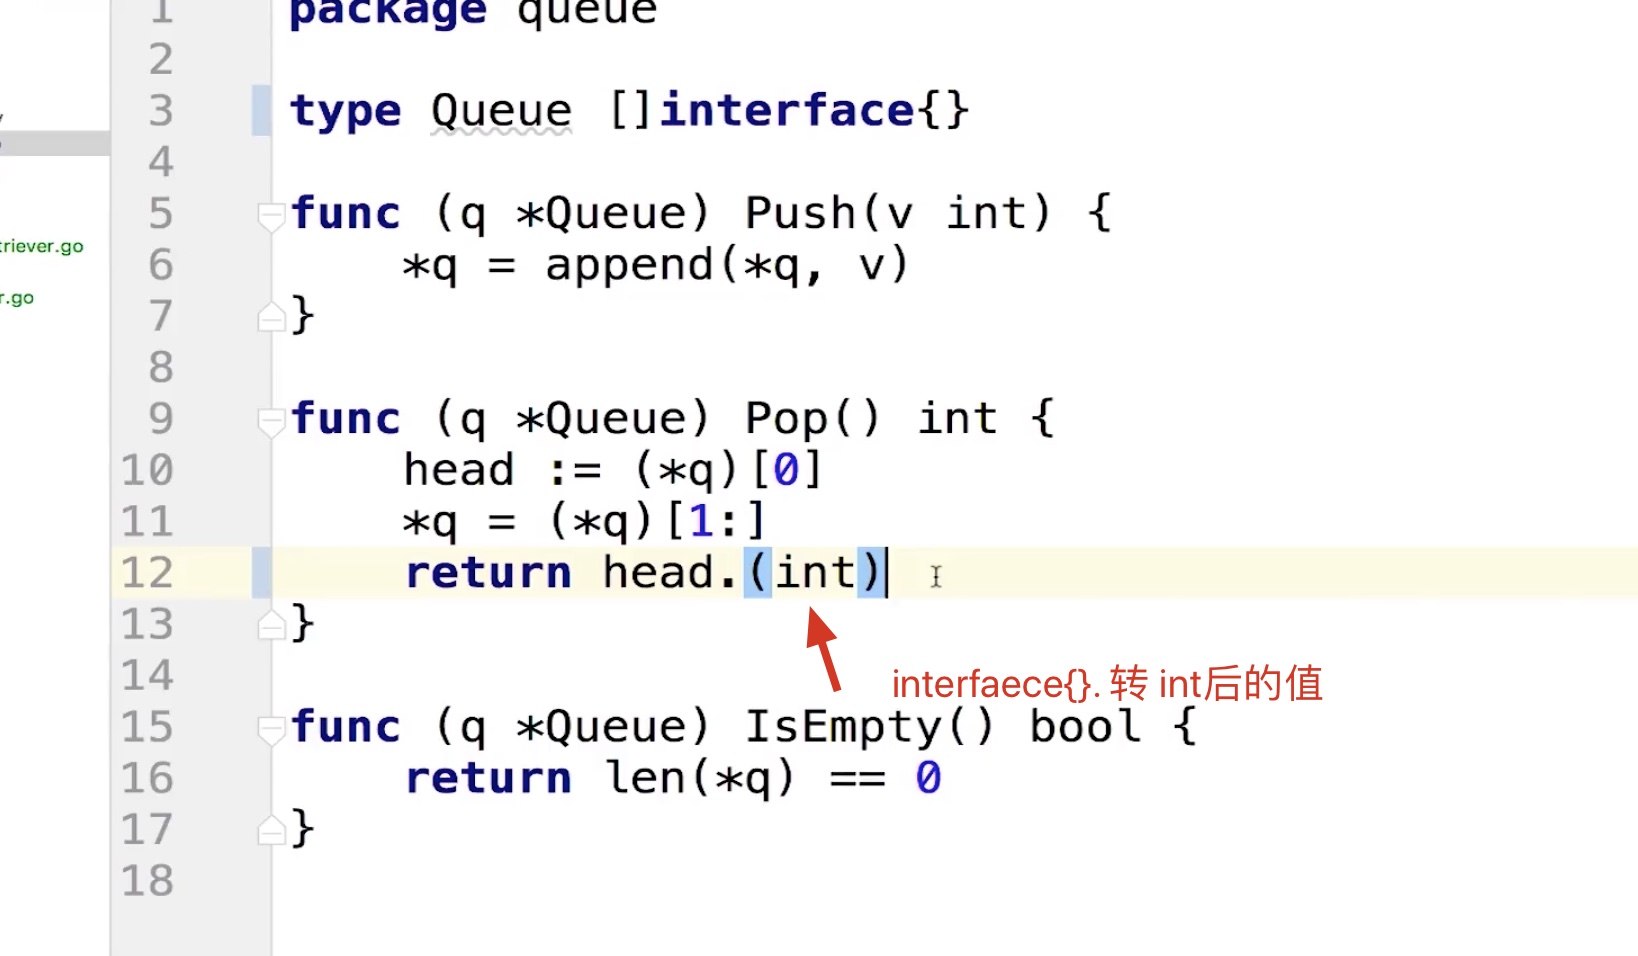 1 package queue
2
3 type Queue []interface{}
4
5 func (q *Queue) Push(v int) {
triever.go
6 *q = append(*q, v)
r.go
7 }
8
9 func (q *Queue) Pop() int {
10 head := (*q)[0]
11 *q = (*q)[1:]
12 return head.(int)
13 }
14 interfaece{}. 转 int后的值
15 func (q *Queue) IsEmpty() bool {
16 return len(*q) == 0
17 }
18